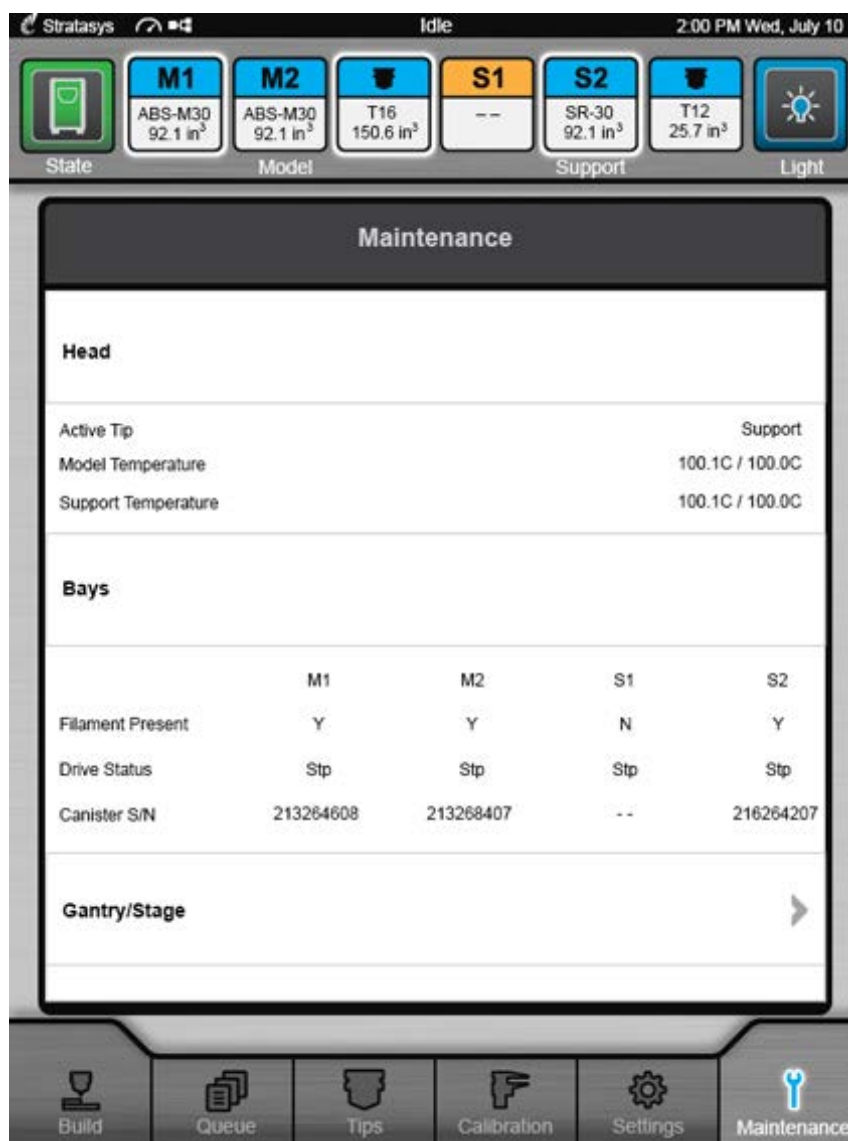 Stratasys Idle 2:00 PM Wed, July 10
M1 M2 S1 S2
ABS-M30 ABS-M30 T16 -- SR-30 T12
92.1 in³ 92.1 in³ 150.6 in³ 92.1 in³ 25.7 in³
State Model Support Light
Maintenance
Head
Active Tip Support
Model Temperature 100.1C / 100.0C
Support Temperature 100.1C / 100.0C
Bays
M1 M2 S1 S2
Filament Present Y Y N Y
Drive Status Stp Stp Stp Stp
Canister S/N 213264608 213268407 -- 216264207
Gantry/Stage
Build Queue Tips Calibration Settings Maintenance